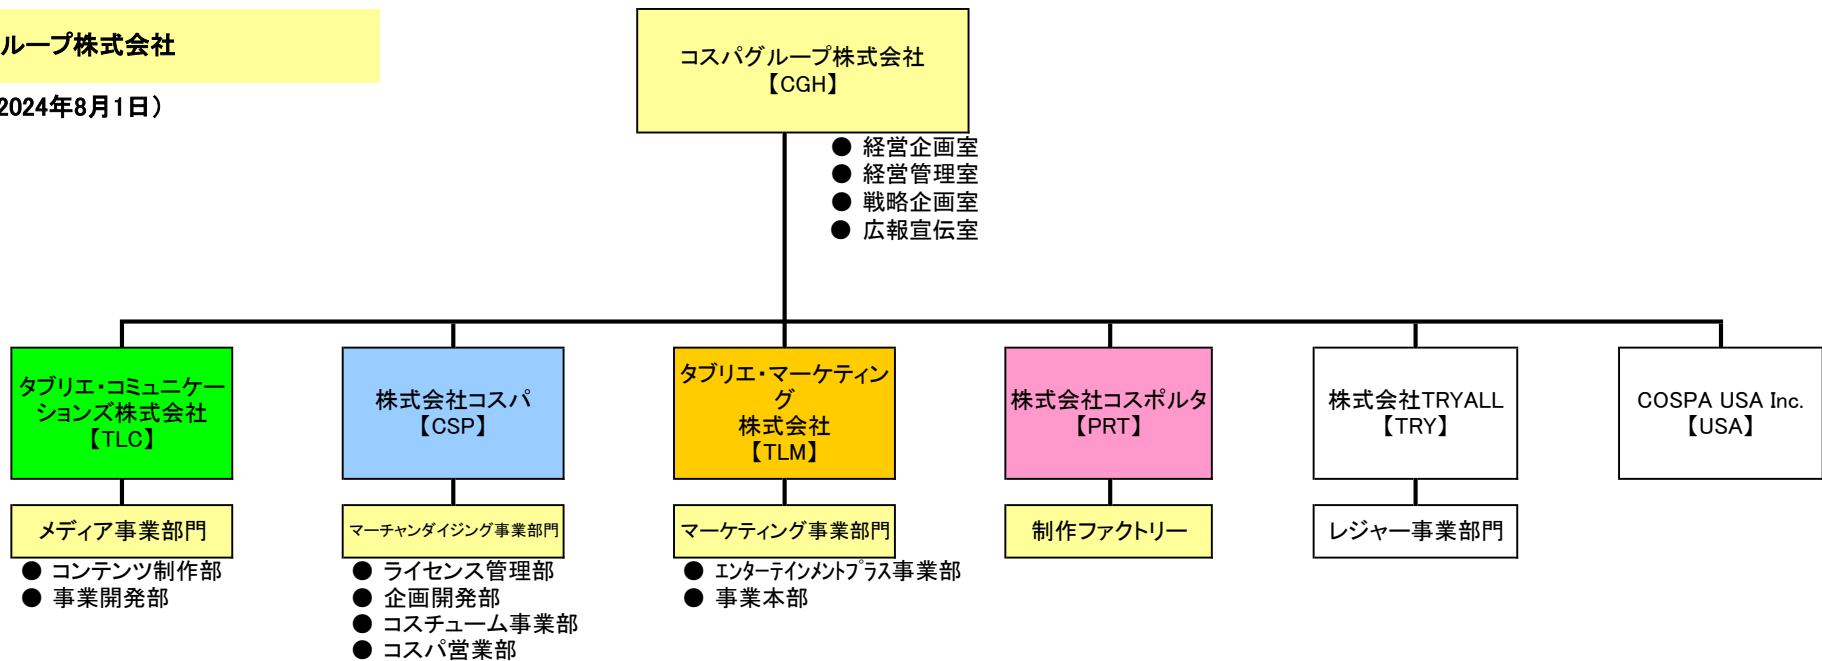 ループ株式会社
2024年8月1日）
コスパグループ株式会社
【CGH】
● 経営企画室
● 経営管理室
● 戦略企画室
● 広報宣伝室
タブリエ・コミュニケー
ションズ株式会社
【TLC】
株式会社コスパ
【CSP】
タブリエ・マーケティン
グ
株式会社
【TLM】
株式会社コスポルタ
【PRT】
株式会社TRYALL
【TRY】
COSPA USA Inc.
【USA】
メディア事業部門
マーチャンダイジング事業部門
マーケティング事業部門
制作ファクトリー
レジャー事業部門
● コンテンツ制作部
● 事業開発部
● ライセンス管理部
● 企画開発部
● コスチューム事業部
● コスパ営業部
● エンターテインメントプラス事業部
● 事業本部